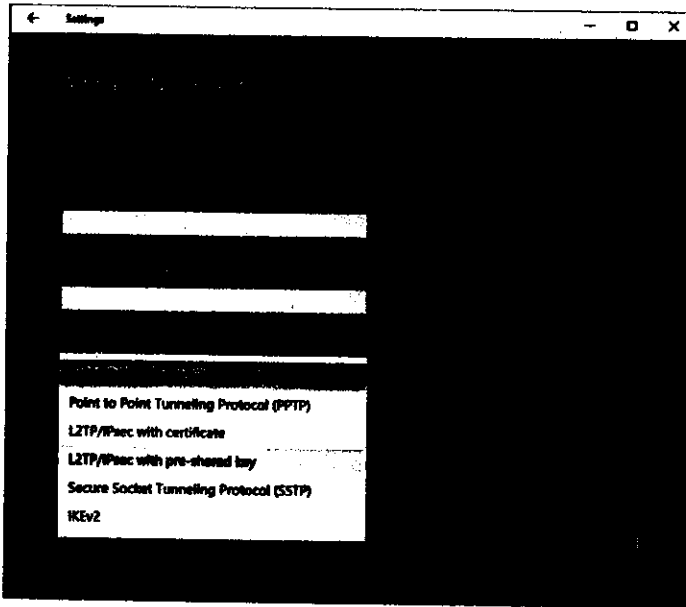 Settings
Point to Point Tunneling Protocol (PPTP)
L2TP/IPsec with certificate
L2TP/IPsec with pre-shared key
Secure Socket Tunneling Protocol (SSTP)
IKEv2